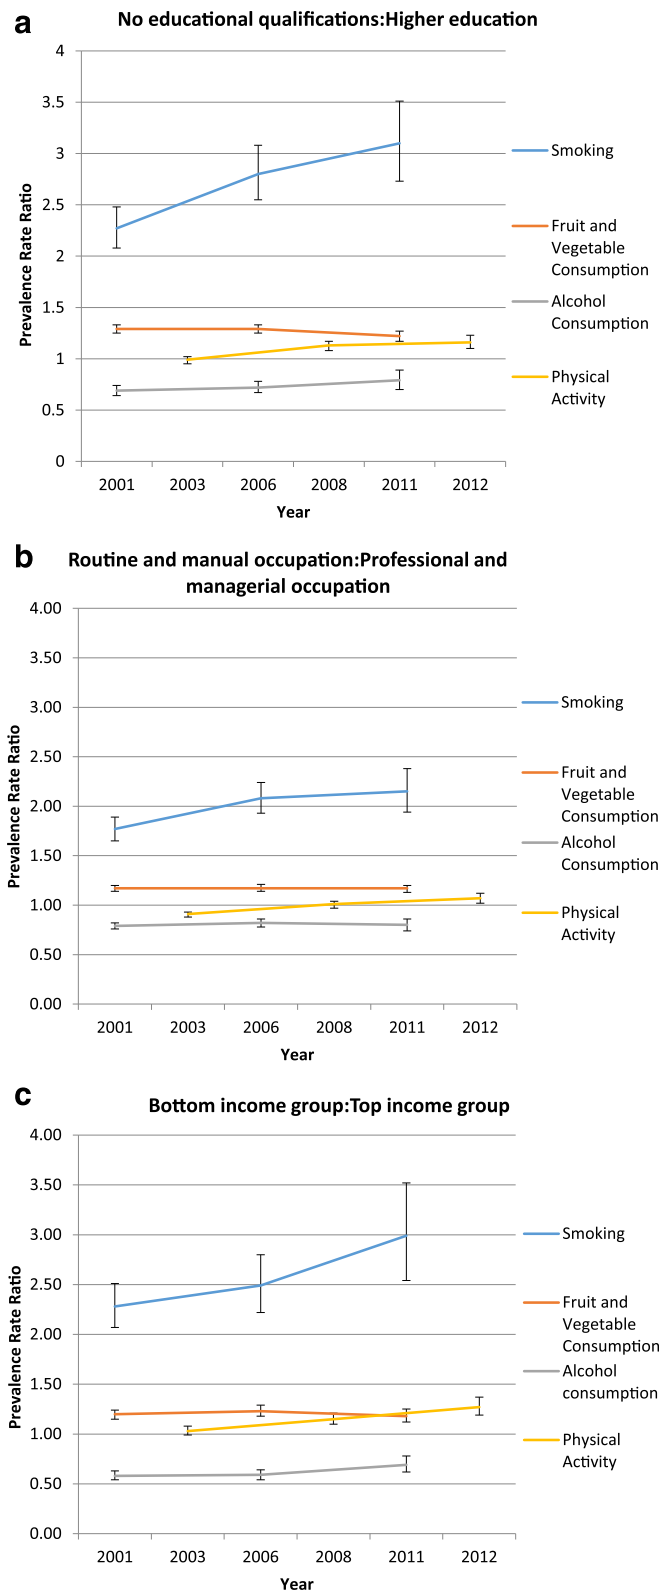 a
No educational qualifications:Higher education
4
3.5
3
2.5
2
1.5
1
0.5
0
Prevalence Rate Ratio
2001 2003 2006 2008 2011 2012
Year
Smoking
Fruit and
Vegetable
Consumption
Alcohol
Consumption
Physical
Activity
b
Routine and manual occupation:Professional and
managerial occupation
4.00
3.50
3.00
2.50
2.00
1.50
1.00
0.50
0.00
Prevalence Rate Ratio
2001 2003 2006 2008 2011 2012
Year
Smoking
Fruit and
Vegetable
Consumption
Alcohol
Consumption
Physical
Activity
c
Bottom income group:Top income group
4.00
3.50
3.00
2.50
2.00
1.50
1.00
0.50
0.00
Prevalence Rate Ratio
2001 2003 2006 2008 2011 2012
Year
Smoking
Fruit and
Vegetable
Consumption
Alcohol
consumption
Physical
Activity